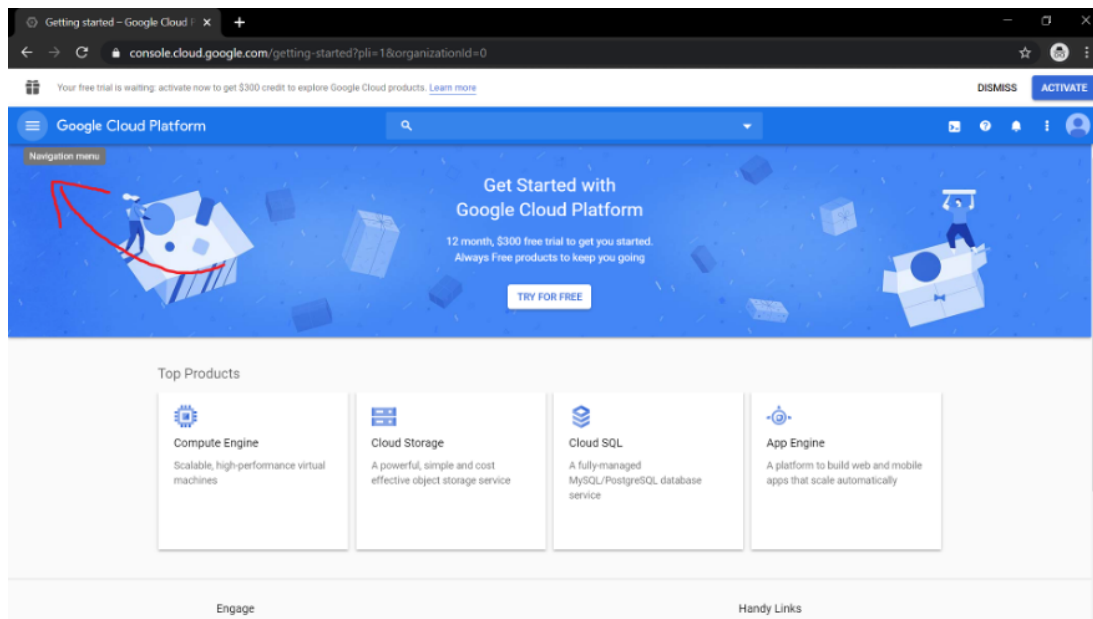 Getting started – Google Cloud P
console.cloud.google.com/getting-started?pli=1&organizationId=0
Your free trial is waiting: activate now to get $300 credit to explore Google Cloud products. Learn more
DISMISS
ACTIVATE
Google Cloud Platform
Navigation menu
Get Started with
Google Cloud Platform
12 month, $300 free trial to get you started.
Always Free products to keep you going
TRY FOR FREE
Top Products
Compute Engine
Scalable, high-performance virtual
machines
Cloud Storage
A powerful, simple and cost
effective object storage service
Cloud SQL
A fully-managed
MySQL/PostgreSQL database
service
App Engine
A platform to build web and mobile
apps that scale automatically
Engage
Handy Links